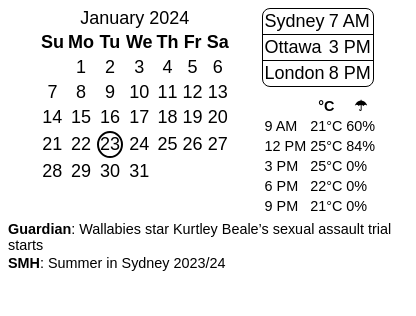 January 2024
Su Mo Tu We Th Fr Sa
1 2 3 4 5 6
7 8 9 10 11 12 13
14 15 16 17 18 19 20
21 22 23 24 25 26 27
28 29 30 31
Sydney 7 AM
Ottawa 3 PM
London 8 PM
°C ☂
9 AM 21°C 60%
12 PM 25°C 84%
3 PM 25°C 0%
6 PM 22°C 0%
9 PM 21°C 0%
Guardian: Wallabies star Kurtley Beale’s sexual assault trial
starts
SMH: Summer in Sydney 2023/24